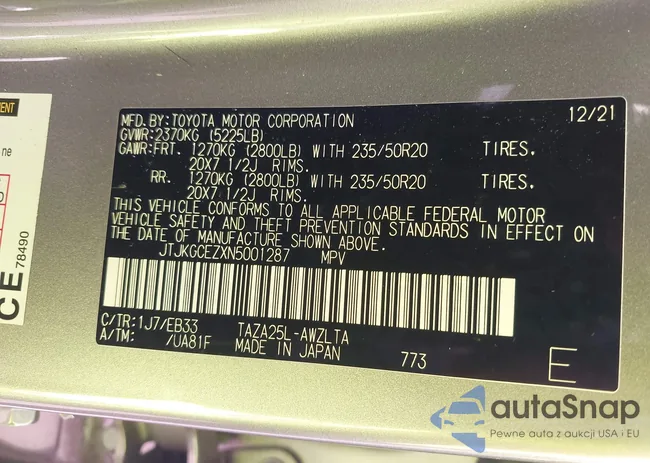 MENT
ne
CE 78490
MFD.BY:TOYOTA MOTOR CORPORATION 12/21
GVWR:2370KG (5225LB)
GAWR:FRT. 1270KG (2800LB) WITH 235/50R20 TIRES.
20X7 1/2J RIMS.
RR. 1270KG (2800LB) WITH 235/50R20 TIRES.
20X7 1/2J RIMS.
THIS VEHICLE CONFORMS TO ALL APPLICABLE FEDERAL MOTOR
VEHICLE SAFETY AND THEFT PREVENTION STANDARDS IN EFFECT ON
THE DATE OF MANUFACTURE SHOWN ABOVE.
JTJKGCEZXN5001287 MPV
C/TR:1J7/EB33 TAZA25L-AWZLTA
A/TM: /UA81F MADE IN JAPAN 773 E
autaSnap
Pewne auta z aukcji USA i EU